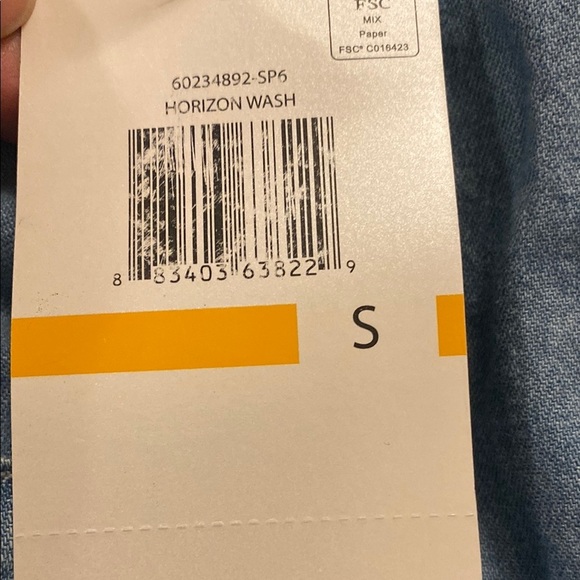 FSC
MIX
Paper
FSC® C016423
60234892-SP6
HORIZON WASH
8 83403 63822 9
S